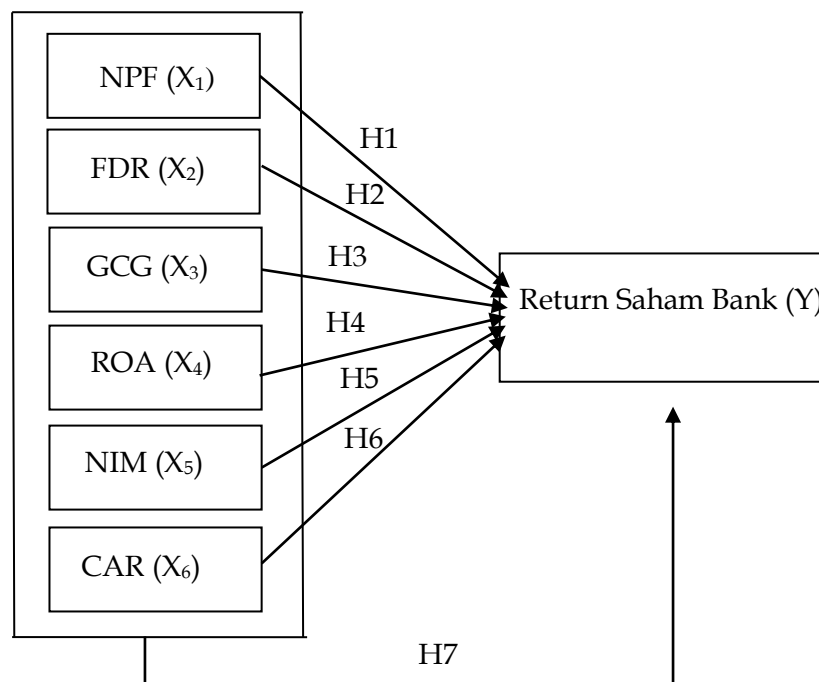 NPF (X₁)
H1
FDR (X₂)
H2
GCG (X₃)
H3
Return Saham Bank (Y)
H4
ROA (X₄)
H5
H6
NIM (X₅)
CAR (X₆)
H7